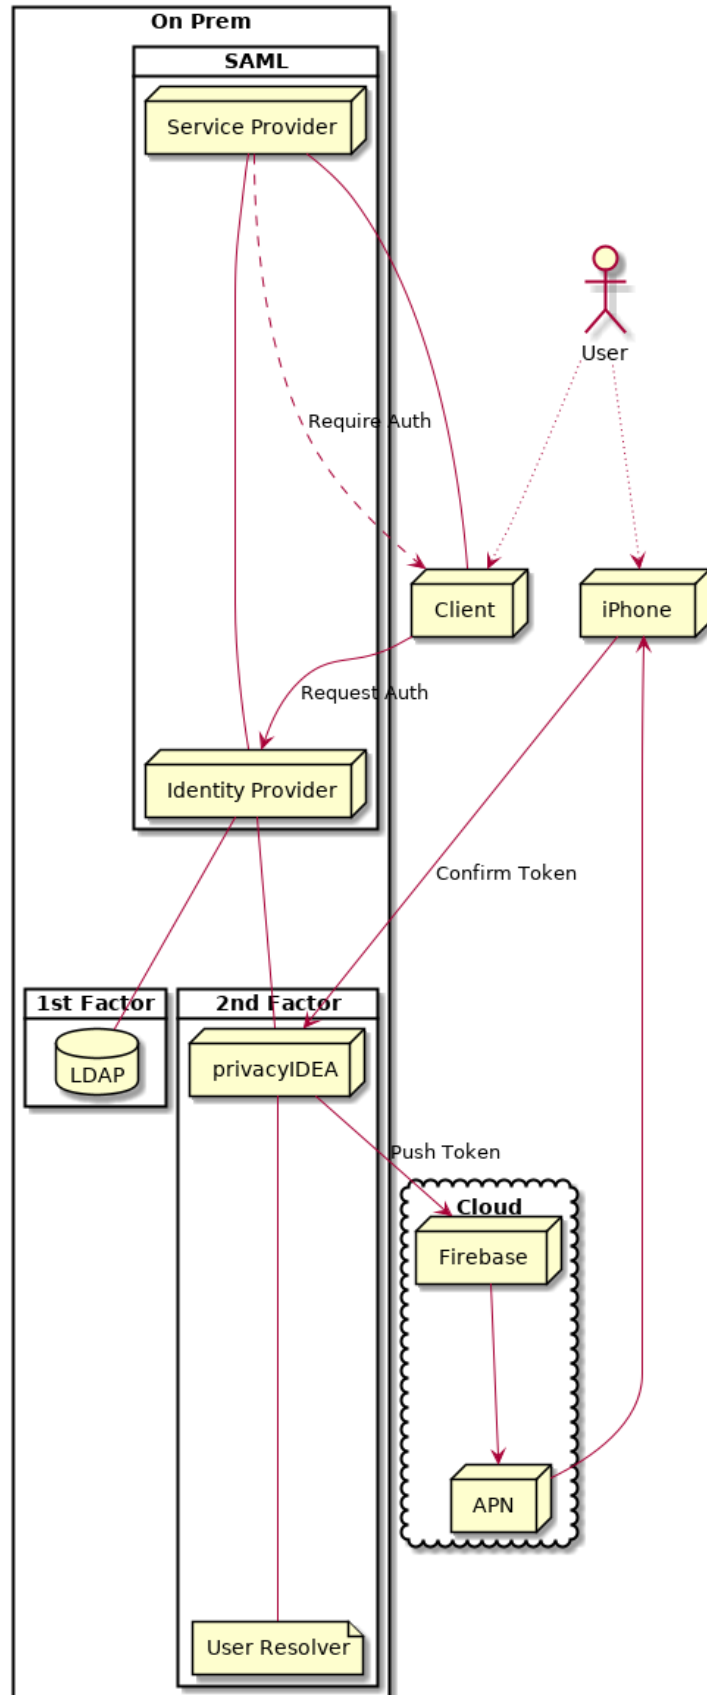 On Prem
SAML
Service Provider
User
Require Auth
Client
iPhone
Request Auth
Identity Provider
Confirm Token
1st Factor
2nd Factor
LDAP
privacyIDEA
Push Token
Cloud
Firebase
APN
User Resolver